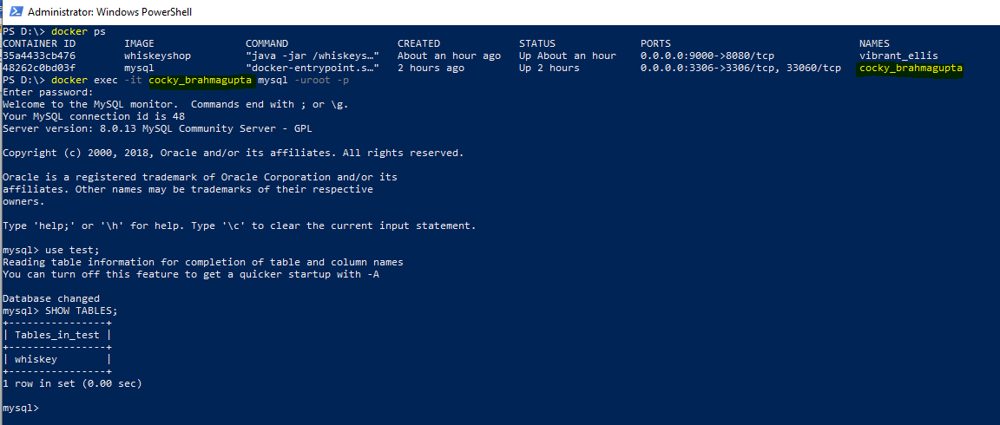 Administrator: Windows PowerShell
PS D:\> docker ps
CONTAINER ID IMAGE COMMAND CREATED STATUS PORTS NAMES
35a4433cb476 whiskeyshop "java -jar /whiskeys…" About an hour ago Up About an hour 0.0.0.0:9000->8080/tcp vibrant_ellis
48262c0bd03f mysql "docker-entrypoint.s…" 2 hours ago Up 2 hours 0.0.0.0:3306->3306/tcp, 33060/tcp cocky_brahmagupta
PS D:\> docker exec -it cocky_brahmagupta mysql -uroot -p
Enter password:
Welcome to the MySQL monitor.  Commands end with ; or \g.
Your MySQL connection id is 48
Server version: 8.0.13 MySQL Community Server - GPL
Copyright (c) 2000, 2018, Oracle and/or its affiliates. All rights reserved.
Oracle is a registered trademark of Oracle Corporation and/or its
affiliates. Other names may be trademarks of their respective
owners.
Type 'help;' or '\h' for help. Type '\c' to clear the current input statement.
mysql> use test;
Reading table information for completion of table and column names
You can turn off this feature to get a quicker startup with -A
Database changed
mysql> SHOW TABLES;
+----------------+
| Tables_in_test |
+----------------+
| whiskey        |
+----------------+
1 row in set (0.00 sec)
mysql>